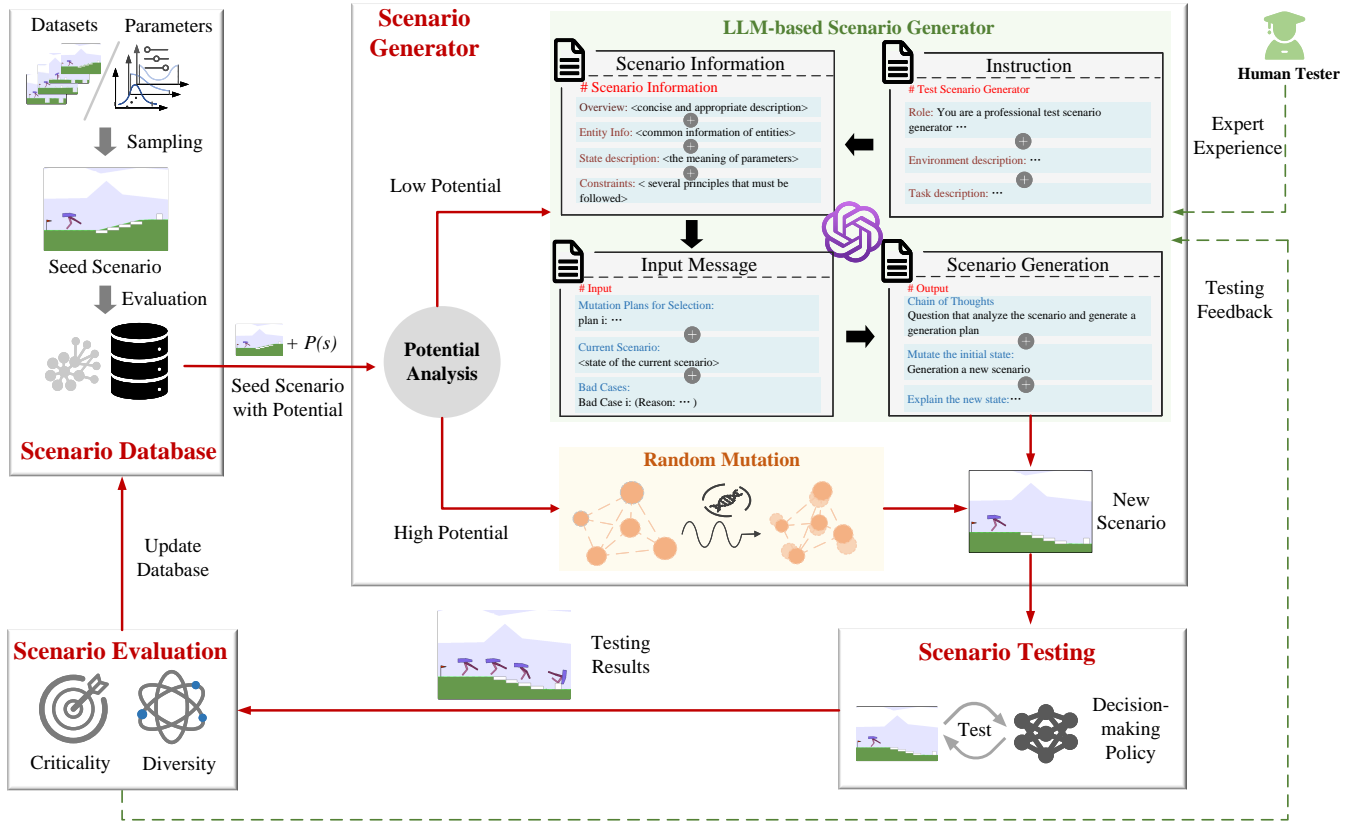 Datasets
Parameters
Sampling
Seed Scenario
Evaluation
Scenario Database
+ P(s)
Seed Scenario
with Potential
Scenario
Generator
Low Potential
Potential
Analysis
High Potential
LLM-based Scenario Generator
Scenario Information
# Scenario Information
Overview: <concise and appropriate description>
Entity Info: <common information of entities>
State description: <the meaning of parameters>
Constraints: < several principles that must be
followed>
Instruction
# Test Scenario Generator
Role: You are a professional test scenario
generator ···
Environment description: ···
Task description: ···
Input Message
# Input
Mutation Plans for Selection:
plan i: ···
Current Scenario:
<state of the current scenario>
Bad Cases:
Bad Case i: (Reason: ··· )
Scenario Generation
# Output
Chain of Thoughts
Question that analyze the scenario and generate a
generation plan
Mutate the initial state:
Generation a new scenario
Explain the new state:···
Random Mutation
New
Scenario
Human Tester
Expert
Experience
Testing
Feedback
Update
Database
Scenario Evaluation
Criticality
Diversity
Testing
Results
Scenario Testing
Test
Decision-
making
Policy